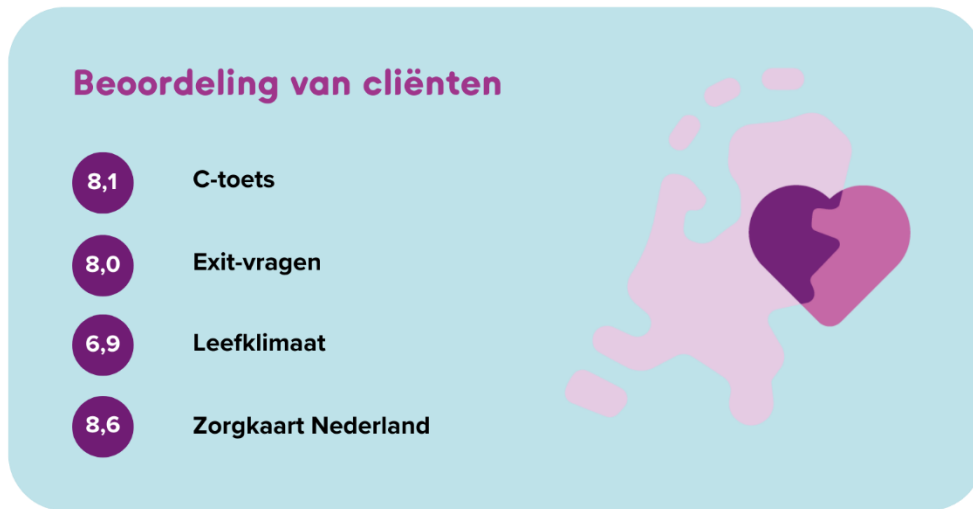 Beoordeling van cliënten
8,1 C-toets
8,0 Exit-vragen
6,9 Leefklimaat
8,6 Zorgkaart Nederland